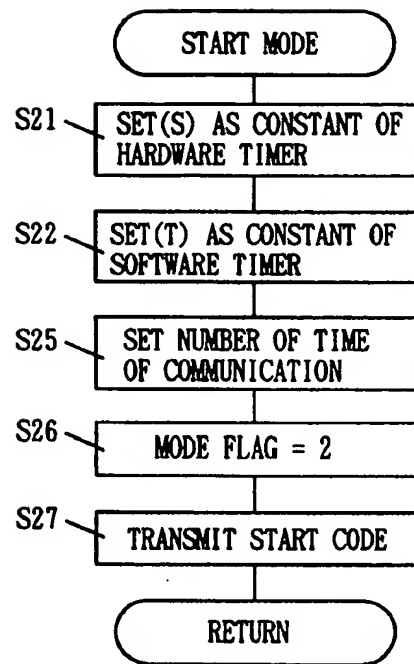 START MODE
S21
SET(S) AS CONSTANT OF
HARDWARE TIMER
S22
SET(T) AS CONSTANT OF
SOFTWARE TIMER
S25
SET NUMBER OF TIME
OF COMMUNICATION
S26
MODE FLAG = 2
S27
TRANSMIT START CODE
RETURN